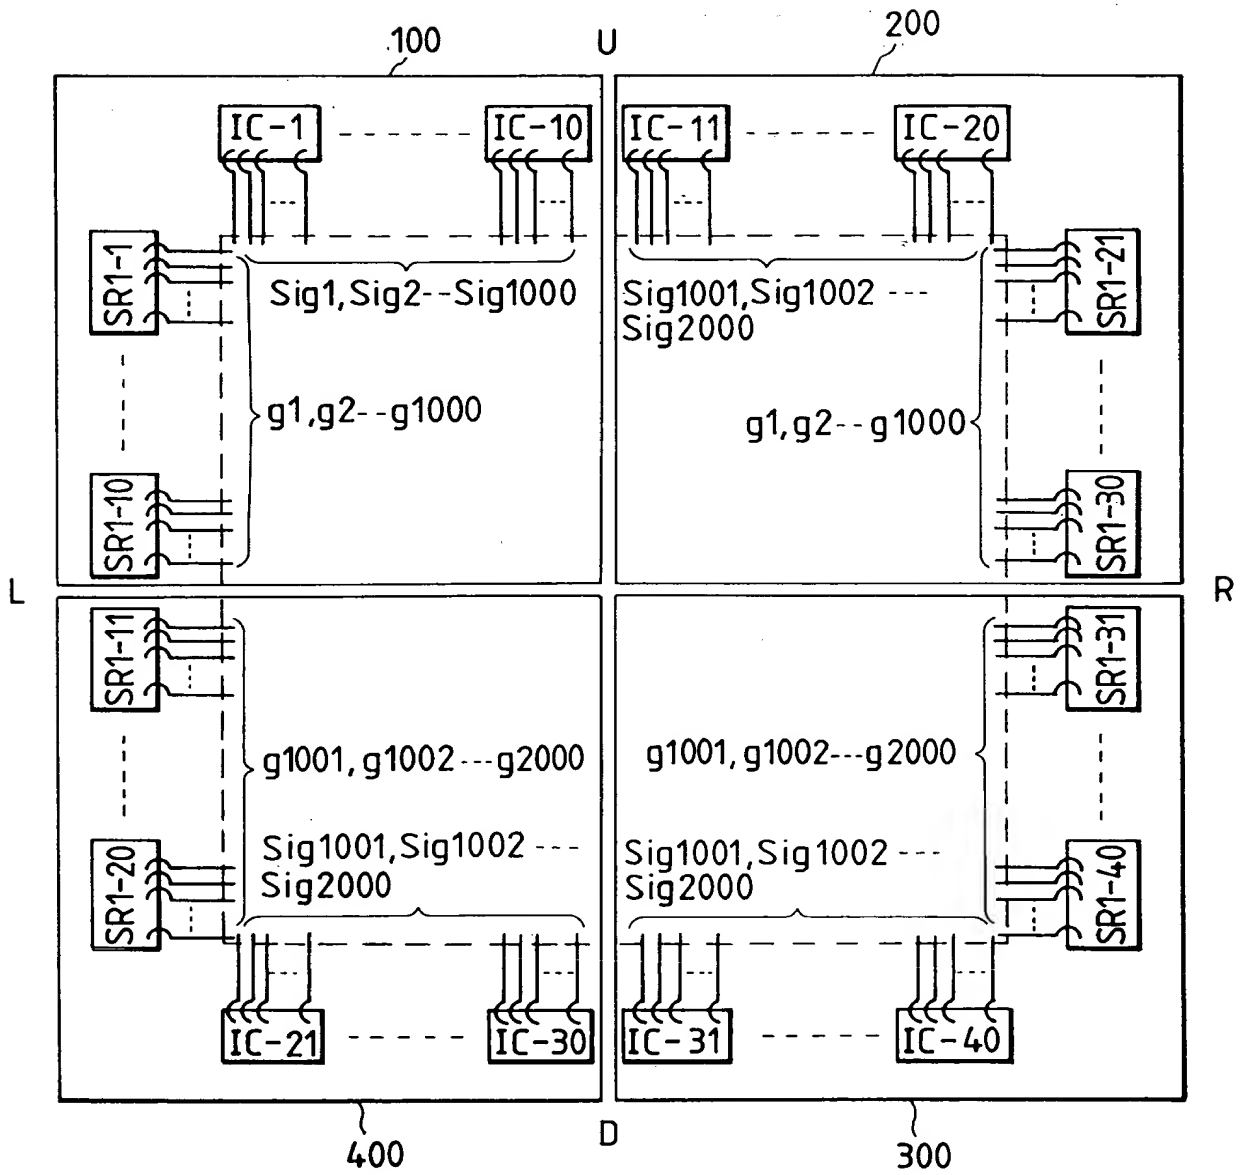 100
U
200
IC-1
IC-10
IC-11
IC-20
SR1-1
SR1-21
Sig1,Sig2--Sig1000
Sig1001,Sig1002 ---
Sig2000
g1,g2--g1000
g1,g2--g1000
SR1-10
SR1-30
L
R
SR1-11
SR1-31
g1001,g1002---g2000
g1001,g1002---g2000
SR1-20
SR1-40
Sig1001,Sig1002 ---
Sig2000
Sig1001,Sig1002 ---
Sig2000
IC-21
IC-30
IC-31
IC-40
400
D
300